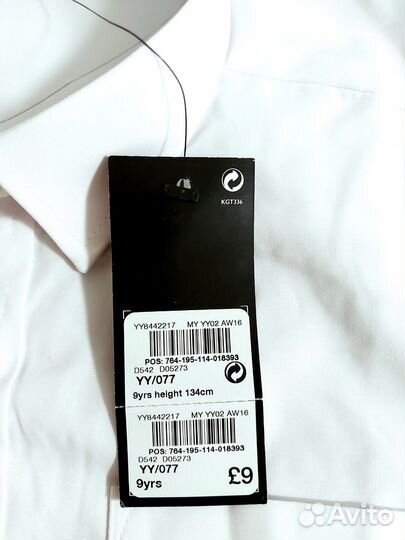 KGT336
YY8442217 MY YY02 AW16
POS: 764-195-114-018393
D542 D05273
YY/077
9yrs height 134cm
YY8442217 MY YY02 AW16
POS: 764-195-114-018393
D542 D05273
YY/077
9yrs £9
Avito